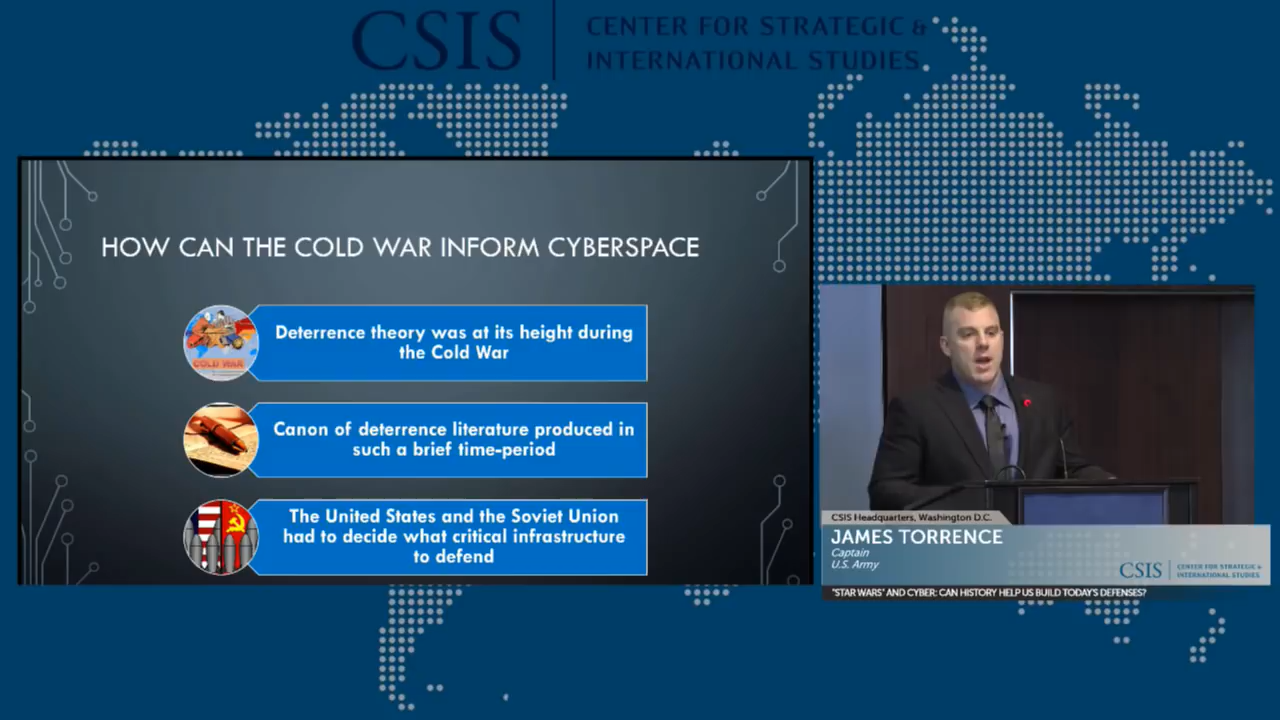 CSIS
CENTER FOR STRATEGIC &
INTERNATIONAL STUDIES
HOW CAN THE COLD WAR INFORM CYBERSPACE
COLD WAR
Deterrence theory was at its height during
the Cold War
Canon of deterrence literature produced in
such a brief time-period
The United States and the Soviet Union
had to decide what critical infrastructure
to defend
CSIS Headquarters, Washington D.C.
JAMES TORRENCE
Captain
U.S. Army
CSIS
CENTER FOR STRATEGIC &
INTERNATIONAL STUDIES
"STAR WARS" AND CYBER: CAN HISTORY HELP US BUILD TODAY'S DEFENSES?